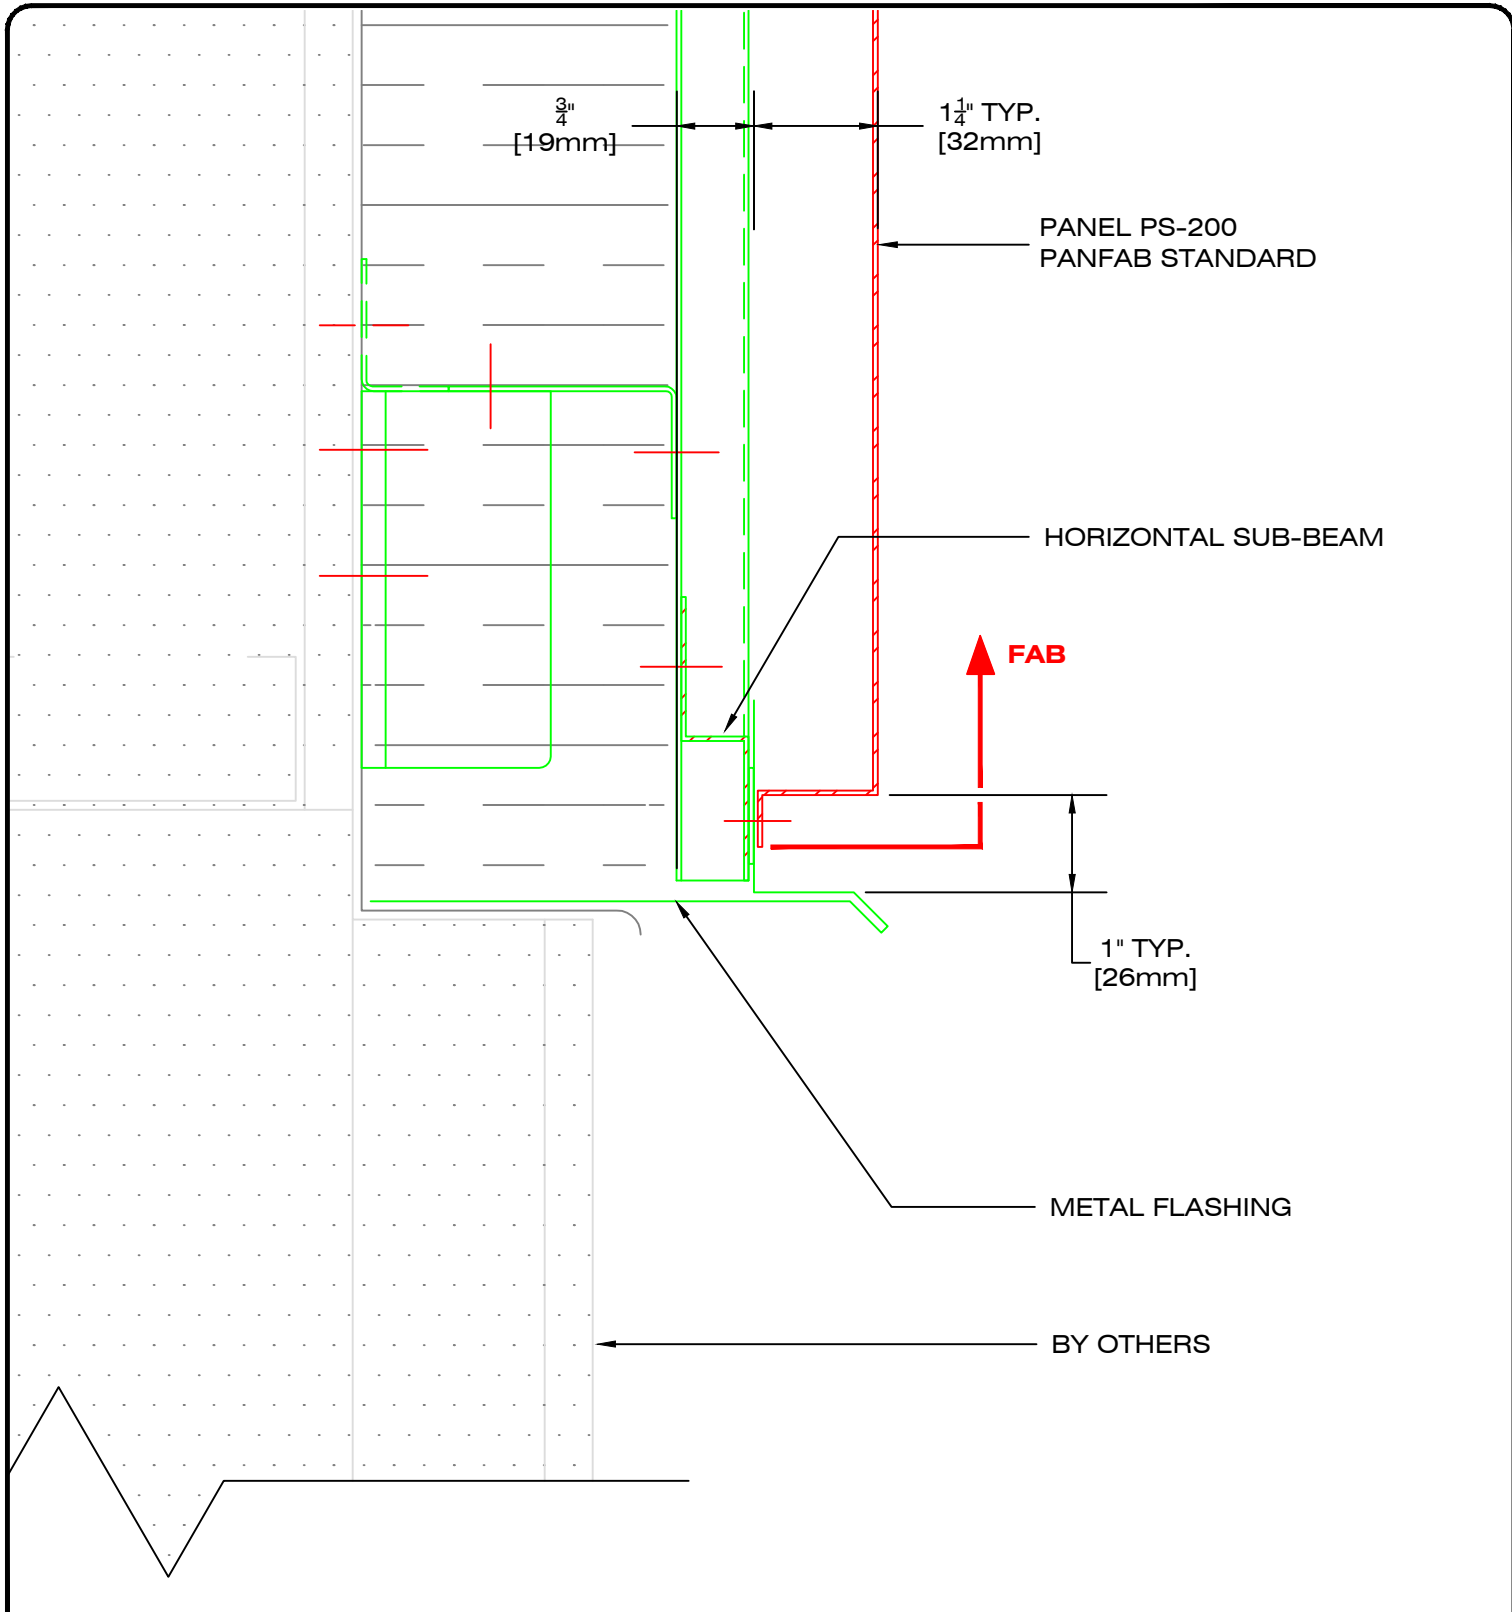 3/4"
[19mm]
1 1/4" TYP.
[32mm]
PANEL PS-200
PANFAB STANDARD
HORIZONTAL SUB-BEAM
FAB
1" TYP.
[26mm]
METAL FLASHING
BY OTHERS